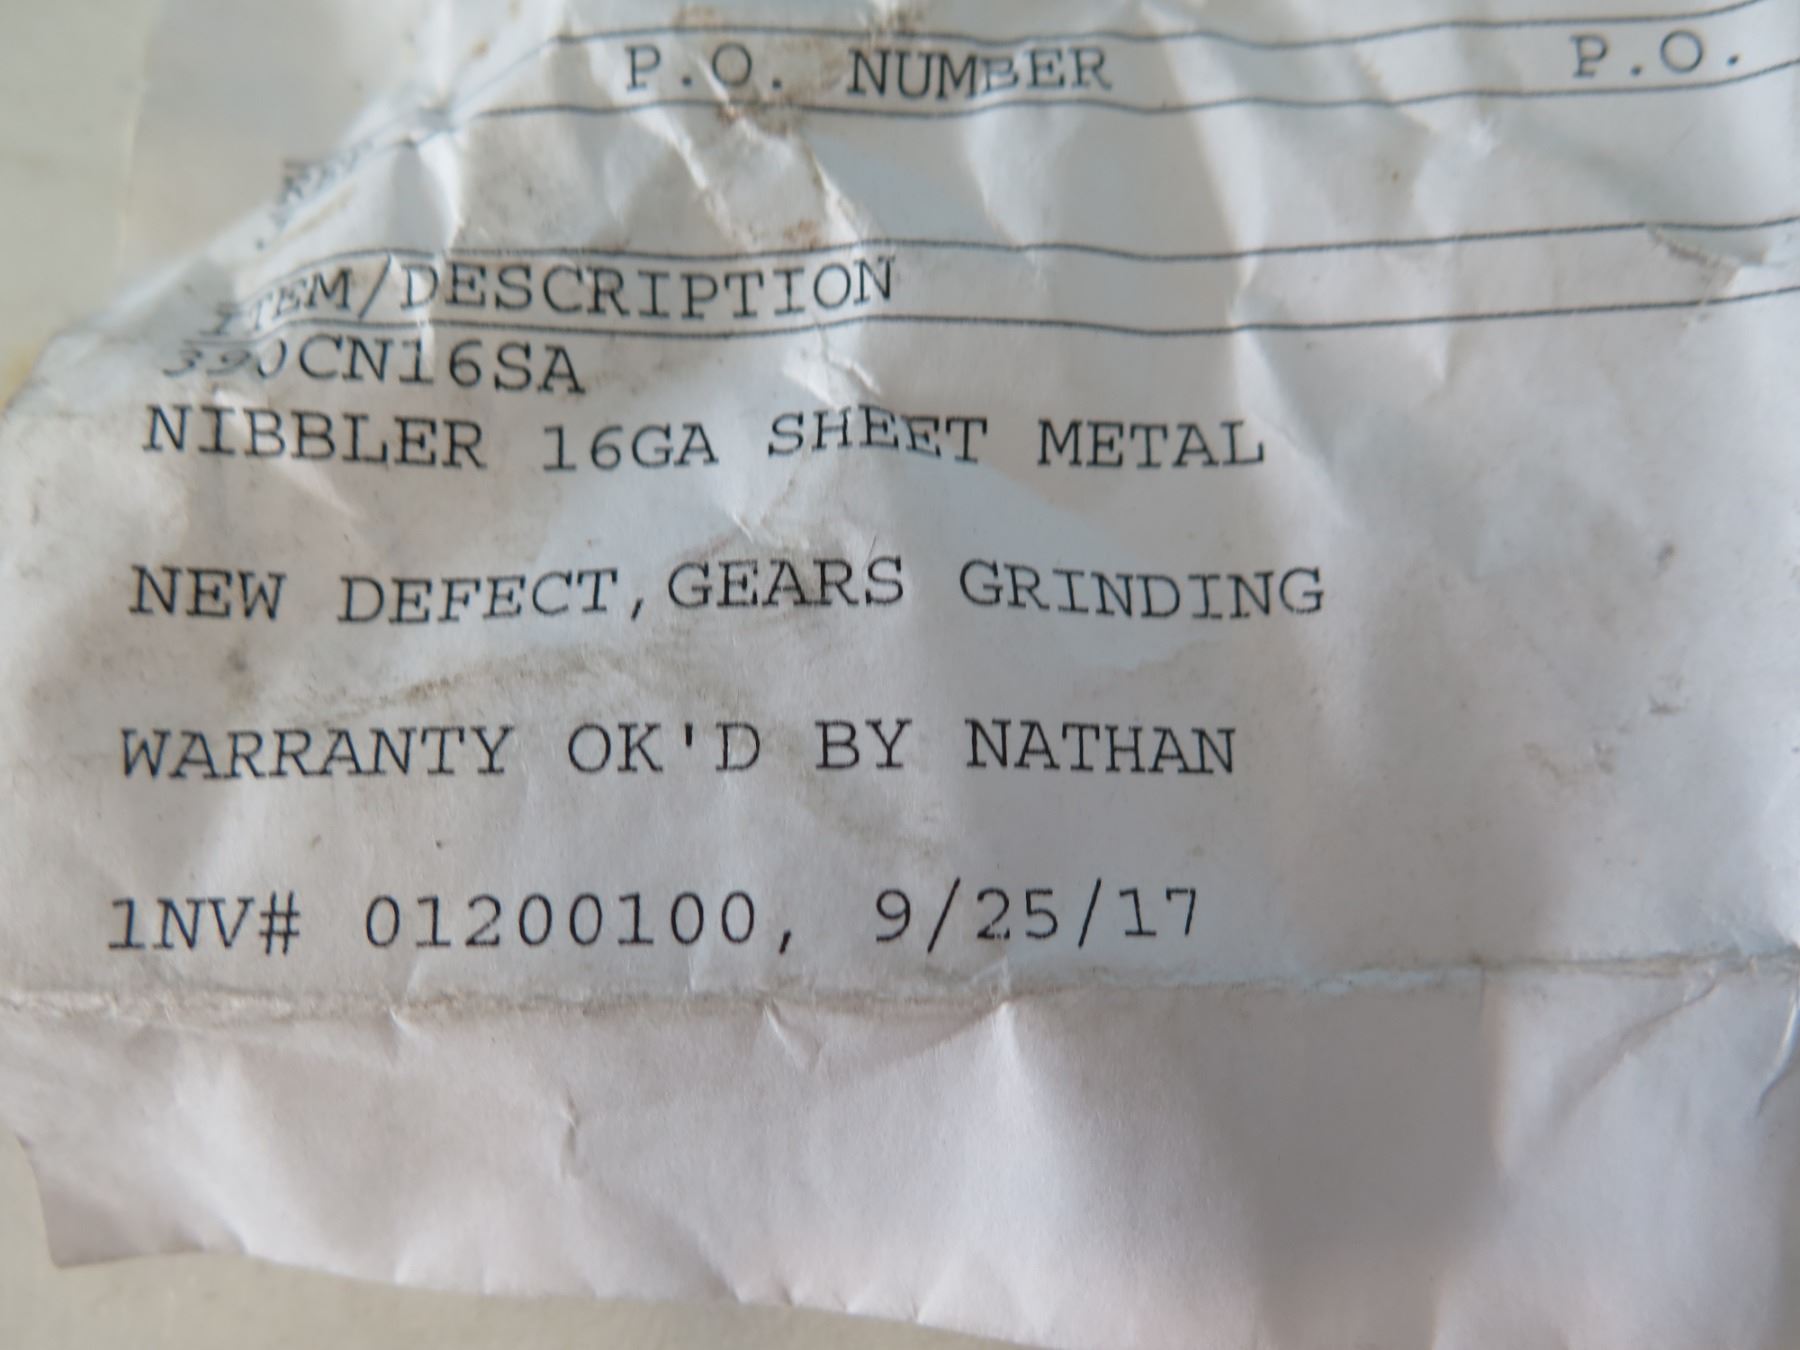 P.O. NUMBER P.O.
ITEM/DESCRIPTION
390CN16SA
NIBBLER 16GA SHEET METAL
NEW DEFECT,GEARS GRINDING
WARRANTY OK'D BY NATHAN
1NV# 01200100, 9/25/17